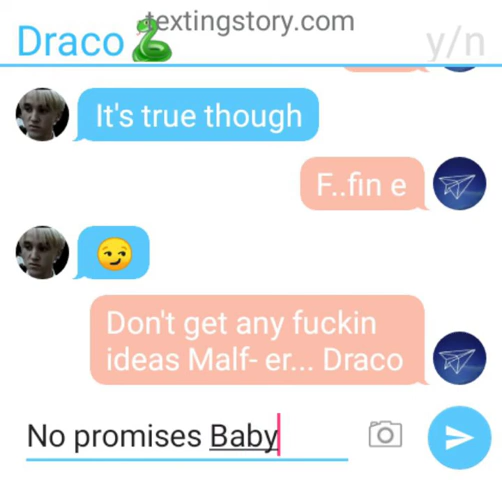 textingstory.com
Draco🐍
y/n
It's true though
F..fin e
😏
Don't get any fuckin
ideas Malf- er... Draco
No promises Baby